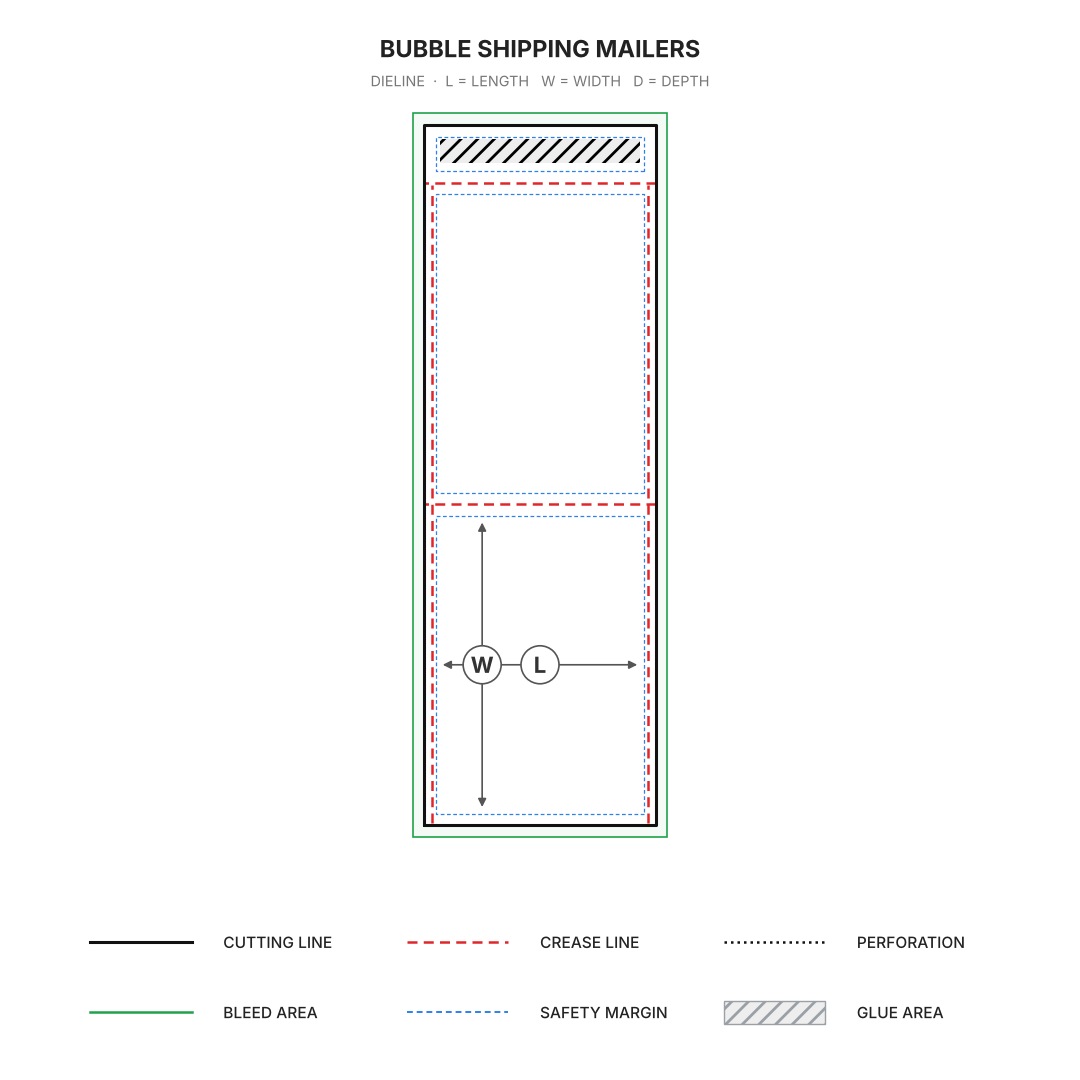 BUBBLE SHIPPING MAILERS
DIELINE · L = LENGTH W = WIDTH D = DEPTH
W L
CUTTING LINE
CREASE LINE
PERFORATION
BLEED AREA
SAFETY MARGIN
GLUE AREA